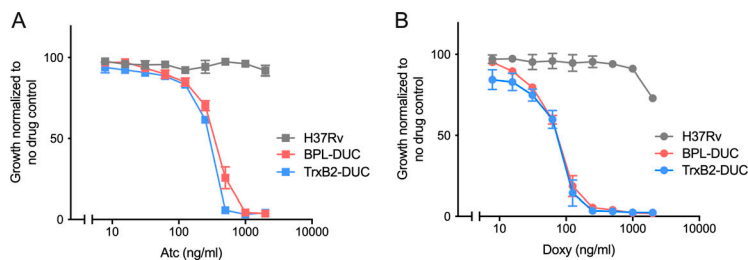 A
Growth normalized to
no drug control
100
50
0
10
100
1000
10000
Atc (ng/ml)
H37Rv
BPL-DUC
TrxB2-DUC
B
Growth normalized to
no drug control
100
50
0
10
100
1000
10000
Doxy (ng/ml)
H37Rv
BPL-DUC
TrxB2-DUC